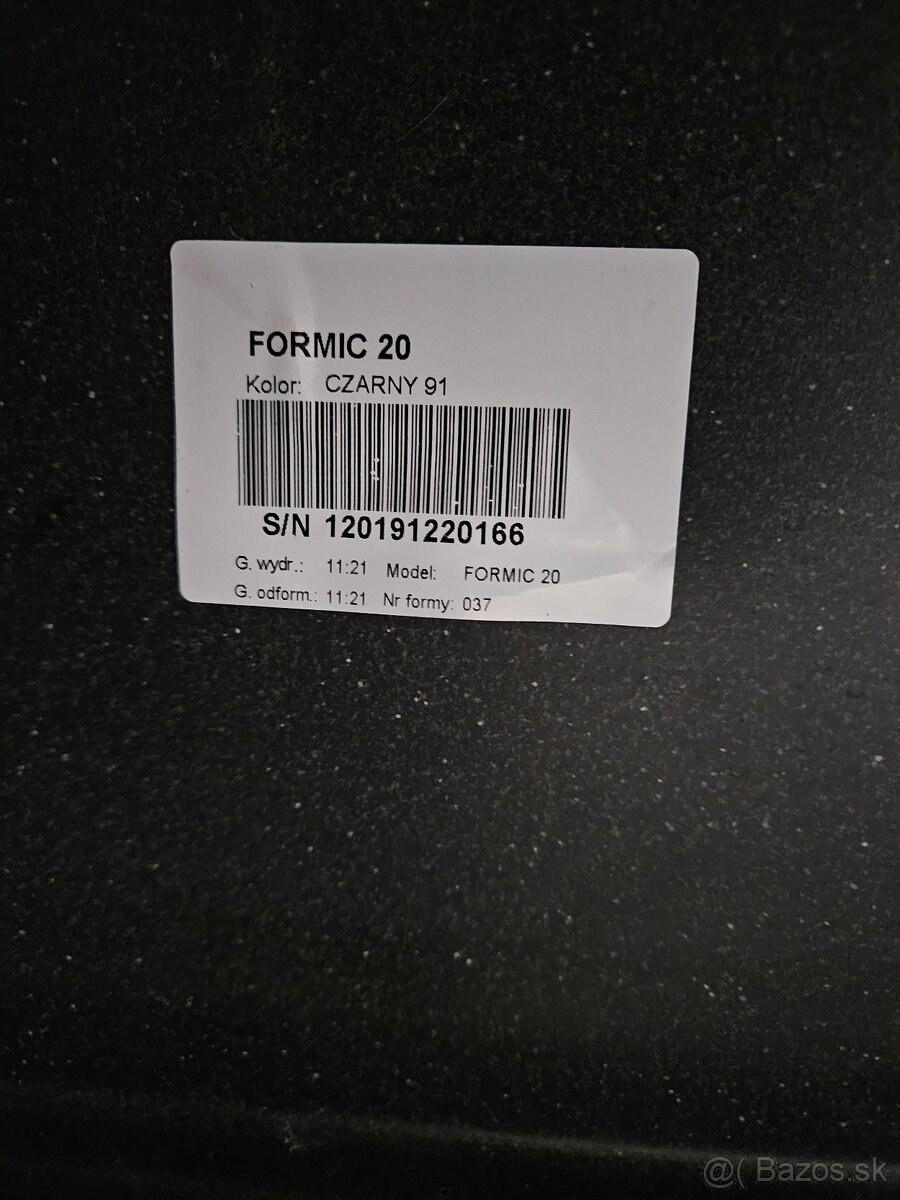 FORMIC 20
Kolor: CZARNY 91
S/N 120191220166
G. wydr.: 11:21 Model: FORMIC 20
G. odform.: 11:21 Nr formy: 037
@( Bazos.sk